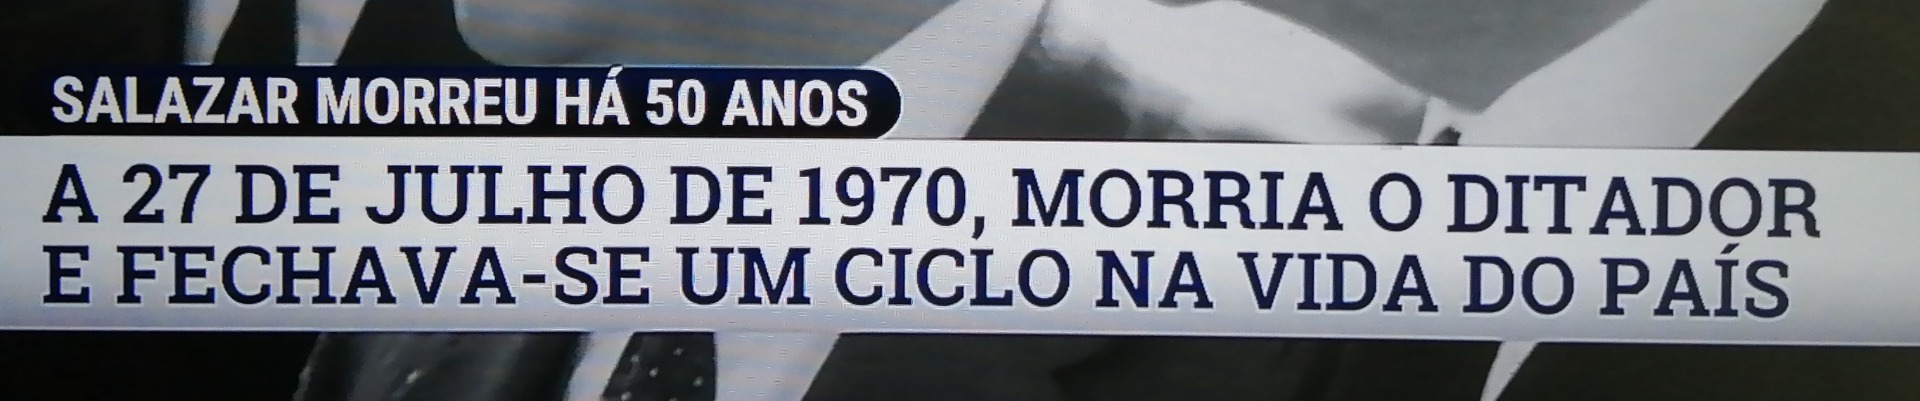 SALAZAR MORREU HÁ 50 ANOS
A 27 DE JULHO DE 1970, MORRIA O DITADOR
E FECHAVA-SE UM CICLO NA VIDA DO PAÍS